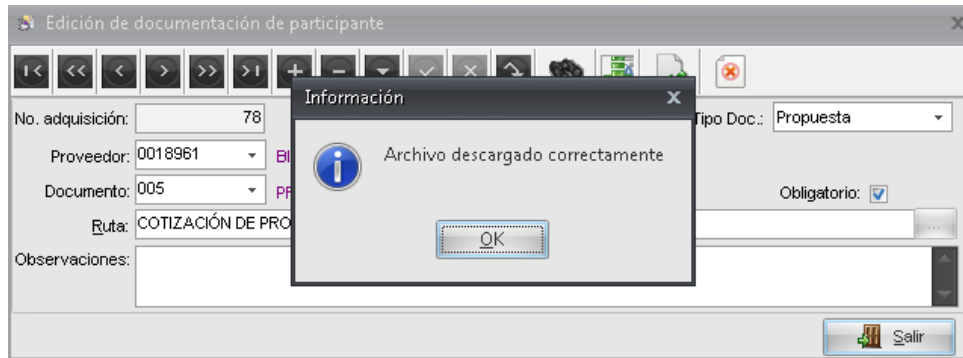 Edición de documentación de participante
Información
No. adquisición: 78
Tipo Doc.: Propuesta
Proveedor: 0018961
Archivo descargado correctamente
Documento: 005
Obligatorio:
Ruta: COTIZACIÓN DE PRO
OK
Observaciones:
Salir